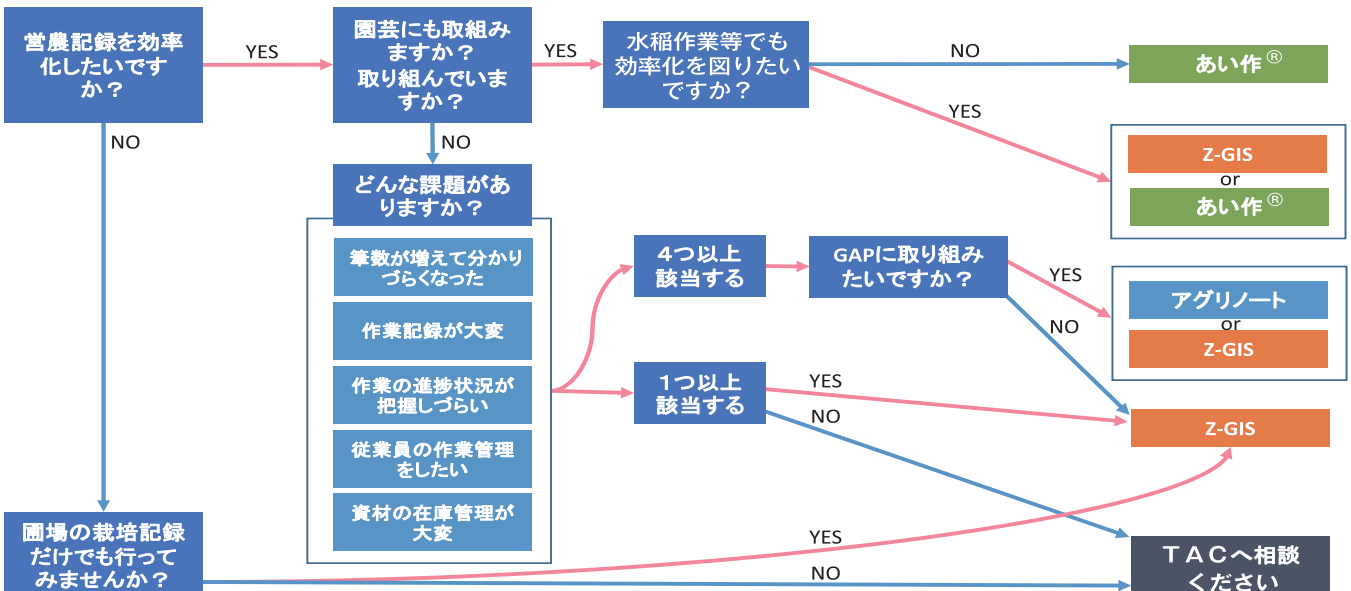 営農記録を効率
化したいです
か？
YES
園芸にも取組み
ますか？
取り組んでいま
すか？
YES
水稲作業等でも
効率化を図りたい
ですか？
NO
あい作®
YES
Z-GIS
or
あい作®
NO
NO
どんな課題があ
りますか？
筆数が増えて分かり
づらくなった
作業記録が大変
作業の進捗状況が
把握しづらい
従業員の作業管理
をしたい
資材の在庫管理が
大変
4つ以上
該当する
GAPに取り組み
たいですか？
YES
アグリノート
or
Z-GIS
NO
1つ以上
該当する
YES
NO
Z-GIS
圃場の栽培記録
だけでも行って
みませんか？
YES
NO
ＴＡＣへ相談
ください